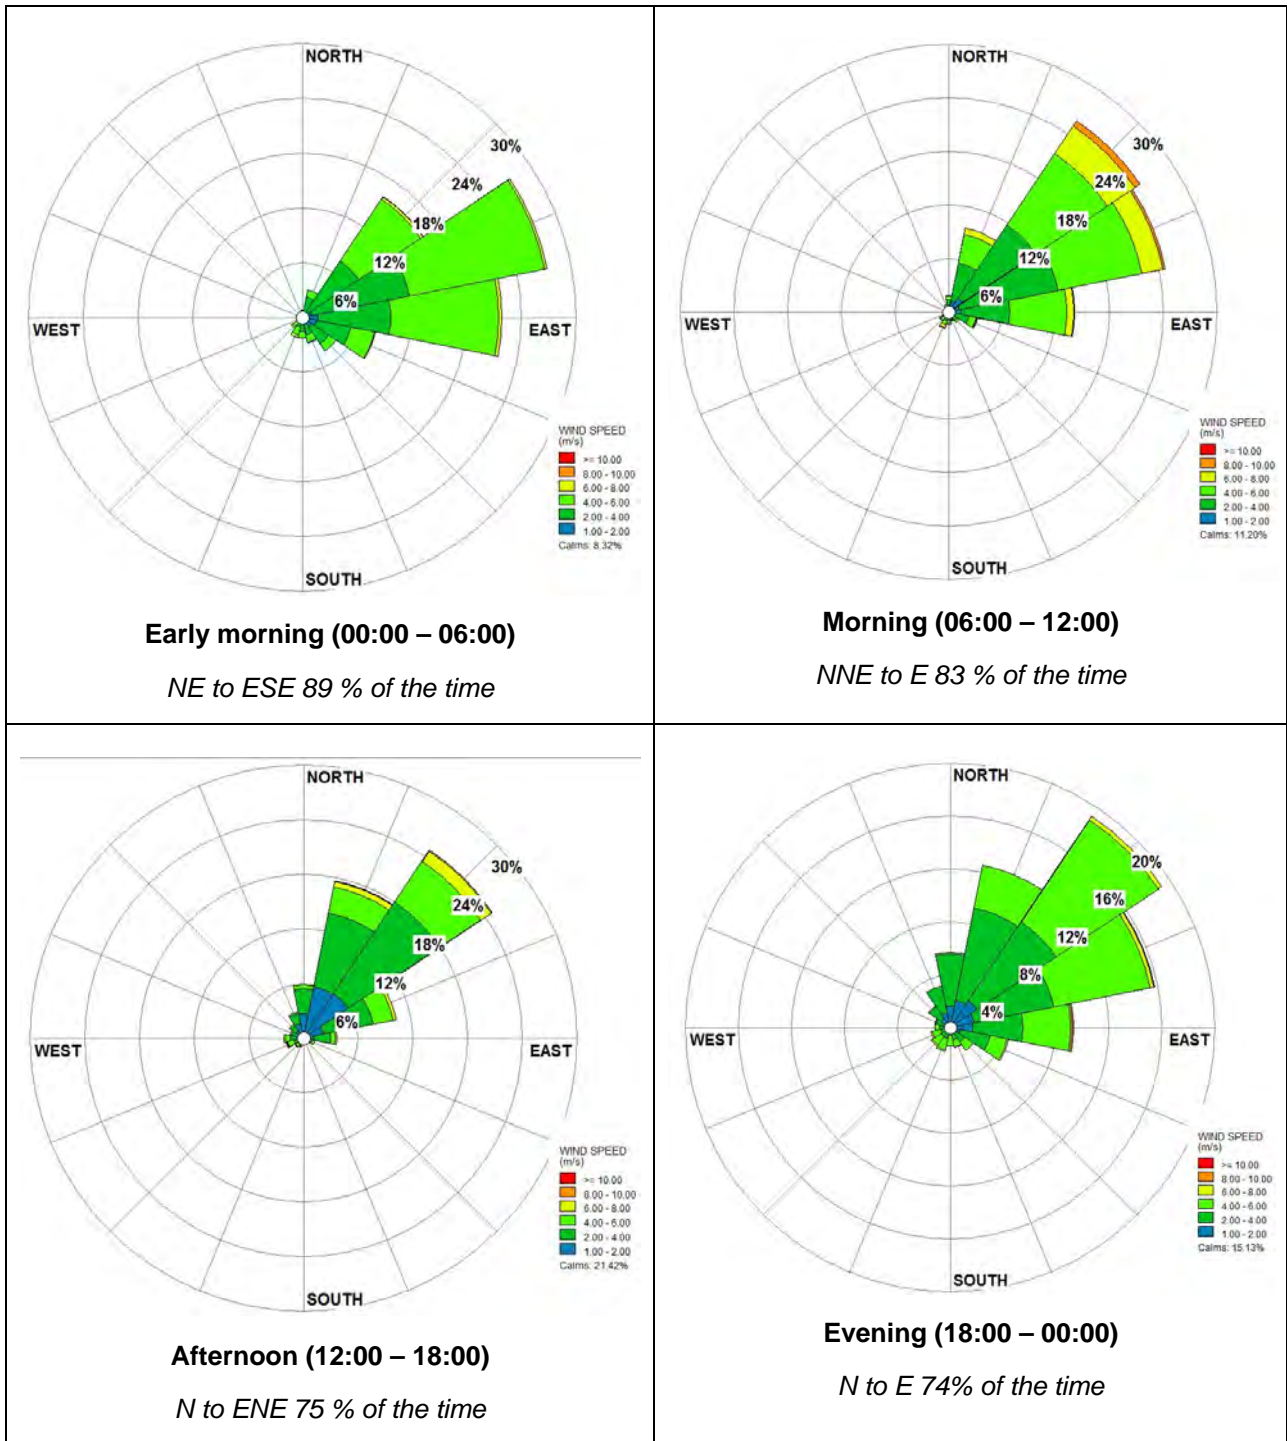 NORTH
30%
24%
18%
12%
6%
WEST
EAST
WIND SPEED
(m/s)
>= 10.00
8.00 - 10.00
6.00 - 8.00
4.00 - 6.00
2.00 - 4.00
1.00 - 2.00
Calms: 8.32%
SOUTH
Early morning (00:00 – 06:00)
NE to ESE 89 % of the time
NORTH
30%
24%
18%
12%
6%
WEST
EAST
WIND SPEED
(m/s)
>= 10.00
8.00 - 10.00
6.00 - 8.00
4.00 - 6.00
2.00 - 4.00
1.00 - 2.00
Calms: 11.20%
SOUTH
Morning (06:00 – 12:00)
NNE to E 83 % of the time
NORTH
30%
24%
18%
12%
6%
WEST
EAST
WIND SPEED
(m/s)
>= 10.00
8.00 - 10.00
6.00 - 8.00
4.00 - 6.00
2.00 - 4.00
1.00 - 2.00
Calms: 21.42%
SOUTH
Afternoon (12:00 – 18:00)
N to ENE 75 % of the time
NORTH
20%
16%
12%
8%
4%
WEST
EAST
WIND SPEED
(m/s)
>= 10.00
8.00 - 10.00
6.00 - 8.00
4.00 - 6.00
2.00 - 4.00
1.00 - 2.00
Calms: 15.13%
SOUTH
Evening (18:00 – 00:00)
N to E 74% of the time